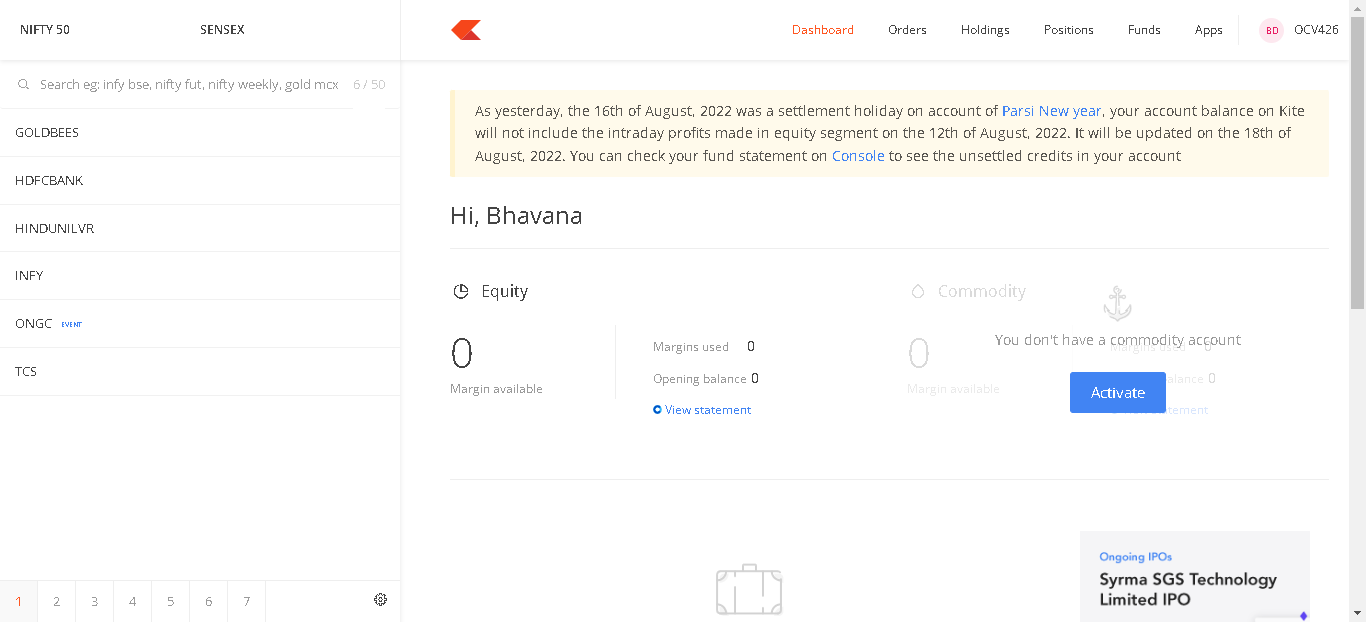 NIFTY 50
SENSEX
Dashboard
Orders
Holdings
Positions
Funds
Apps
BD
OCV426
Search eg: infy bse, nifty fut, nifty weekly, gold mcx
6 / 50
GOLDBEES
HDFCBANK
HINDUNILVR
INFY
ONGC EVENT
TCS
1 2 3 4 5 6 7
As yesterday, the 16th of August, 2022 was a settlement holiday on account of Parsi New year, your account balance on Kite
will not include the intraday profits made in equity segment on the 12th of August, 2022. It will be updated on the 18th of
August, 2022. You can check your fund statement on Console to see the unsettled credits in your account
Hi, Bhavana
Equity
0
Margin available
Margins used 0
Opening balance 0
View statement
Commodity
0
Margin available
You don't have a commodity account
Margins used 0
Activate
alance 0
tement
Ongoing IPOs
Syrma SGS Technology
Limited IPO